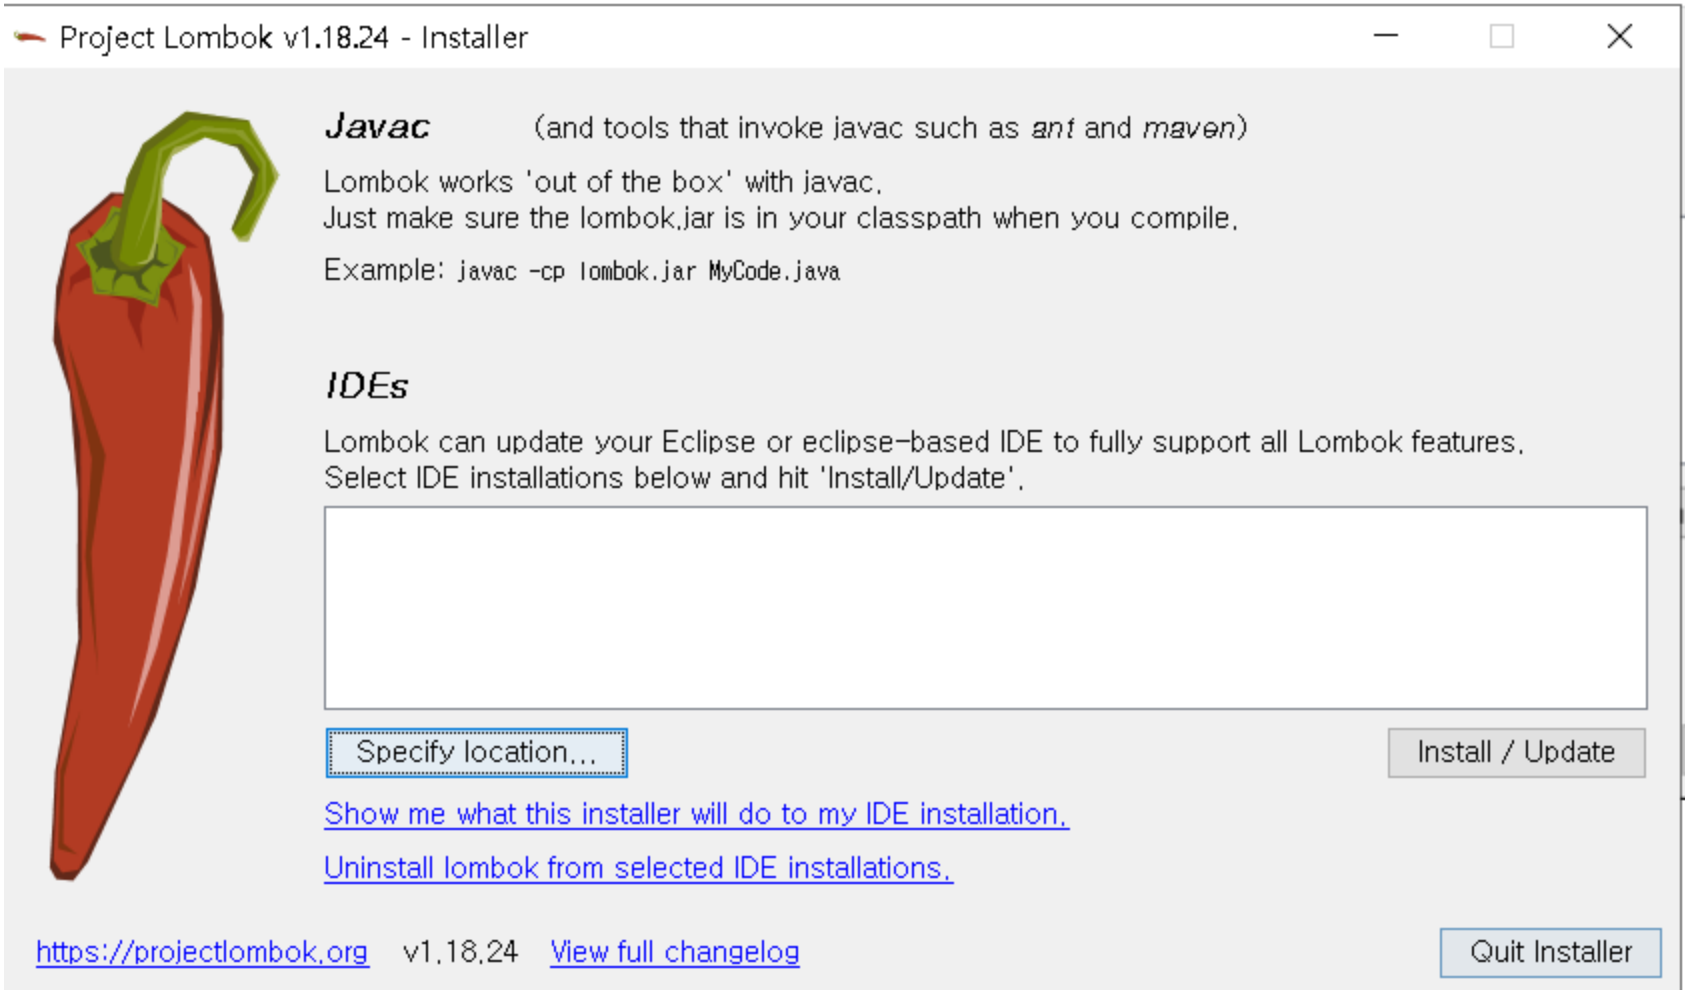 Project Lombok v1.18.24 - Installer
Javac (and tools that invoke javac such as ant and maven)
Lombok works 'out of the box' with javac.
Just make sure the lombok.jar is in your classpath when you compile.
Example: javac -cp lombok.jar MyCode.java
IDEs
Lombok can update your Eclipse or eclipse-based IDE to fully support all Lombok features.
Select IDE installations below and hit 'Install/Update'.
Specify location... Install / Update
Show me what this installer will do to my IDE installation.
Uninstall lombok from selected IDE installations.
https://projectlombok.org v1.18.24 View full changelog Quit Installer